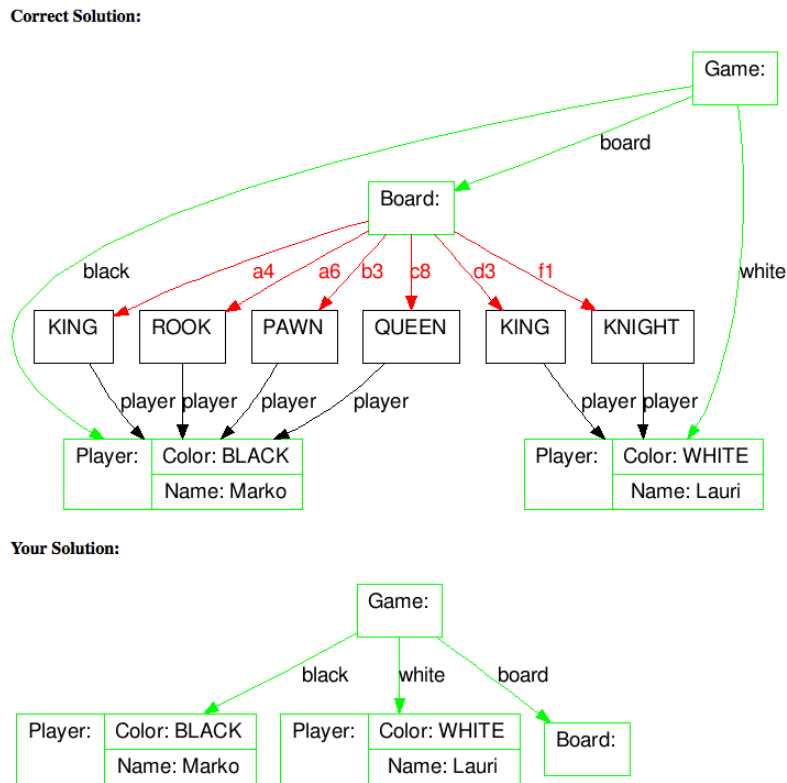 Correct Solution:
Game:
board
Board:
black
a4 a6 b3 c8 d3 f1
white
KING ROOK PAWN QUEEN KING KNIGHT
player player player player player player
Player: Color: BLACK Player: Color: WHITE
Name: Marko Name: Lauri
Your Solution:
Game:
black white board
Player: Color: BLACK Player: Color: WHITE Board:
Name: Marko Name: Lauri